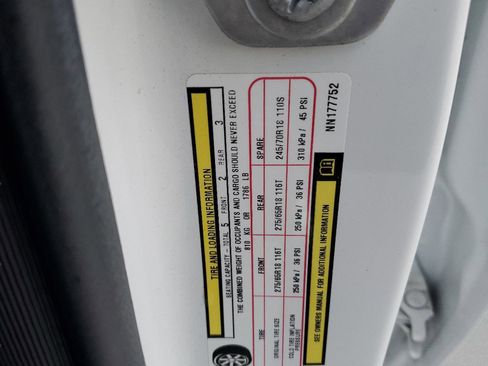 TIRE AND LOADING INFORMATION
SEATING CAPACITY - TOTAL 5 FRONT 2 REAR 3
THE COMBINED WEIGHT OF OCCUPANTS AND CARGO SHOULD NEVER EXCEED
810 KG OR 1786 LB
TIRE FRONT REAR SPARE
ORIGINAL TIRE SIZE 275/65R18 116T 275/65R18 116T 245/70R18 110S
COLD TIRE INFLATION PRESSURE 250 kPa / 36 PSI 250 kPa / 36 PSI 310 kPa / 45 PSI
SEE OWNERS MANUAL FOR ADDITIONAL INFORMATION
NN177752